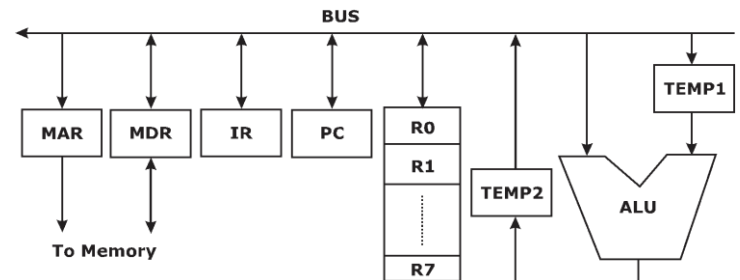 BUS
MAR
MDR
IR
PC
R0
R1
R7
TEMP2
TEMP1
ALU
To Memory